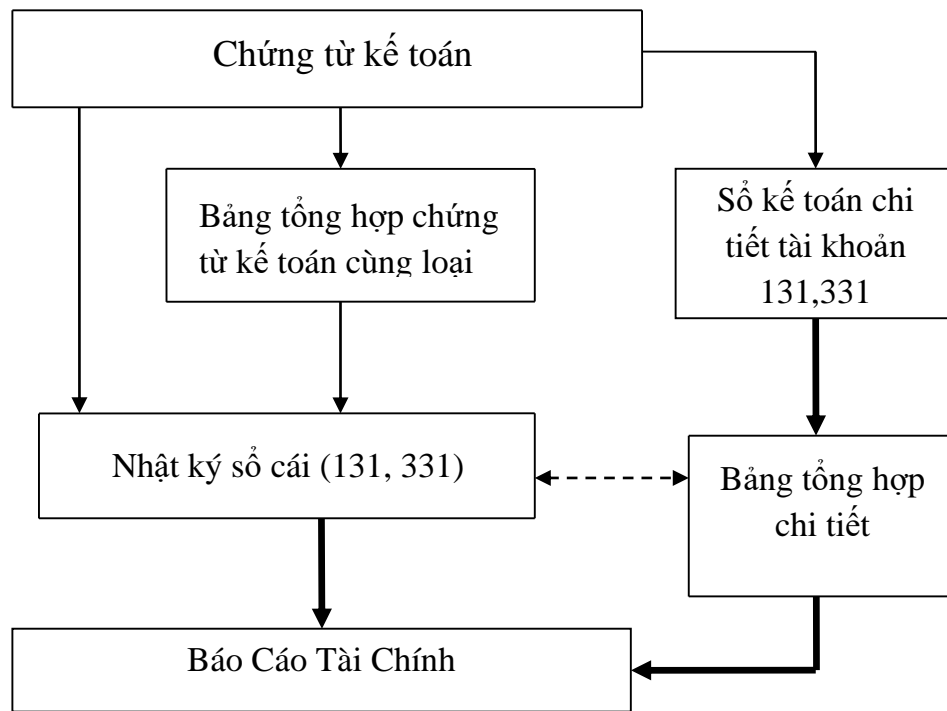 Chứng từ kế toán
Bảng tổng hợp chứng
từ kế toán cùng loại
Sổ kế toán chi
tiết tài khoản
131,331
Nhật ký sổ cái (131, 331)
Bảng tổng hợp
chi tiết
Báo Cáo Tài Chính